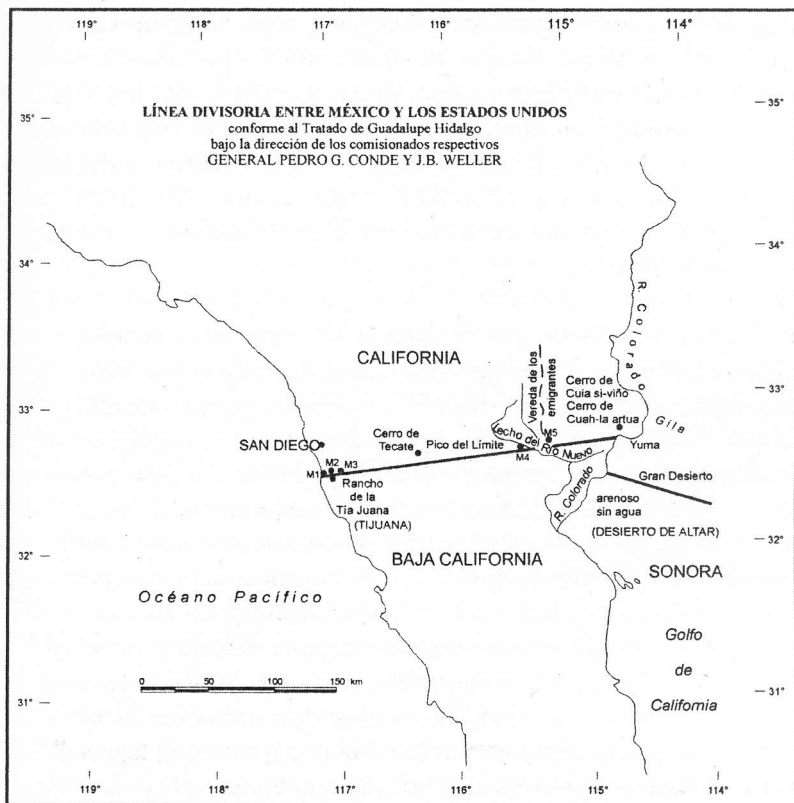 118° 117° 116° 115° 114°
35° 35°
LÍNEA DIVISORIA ENTRE MÉXICO Y LOS ESTADOS UNIDOS
conforme al Tratado de Guadalupe Hidalgo
bajo la dirección de los comisionados respectivos
GENERAL PEDRO G. CONDE Y J.B. WELLER
34° 34°
R. Colorado
CALIFORNIA
Vereda de los
emigrantes
Cerro de
Cuia si-viño
Cerro de
Cuah-la artua
33° 33°
Gila
SAN DIEGO
Cerro de
Tecate
Pico del Límite
Lecho del Río Nuevo
M5
M4
Yuma
M1
M2
M3
Rancho
de la
Tía Juana
(TIJUANA)
R. Colorado
Gran Desierto
arenoso
sin agua
(DESIERTO DE ALTAR)
32° 32°
BAJA CALIFORNIA
SONORA
Océano Pacífico
Golfo
de
California
0 50 100 150 km
31° 31°
119° 118° 117° 116° 115° 114°